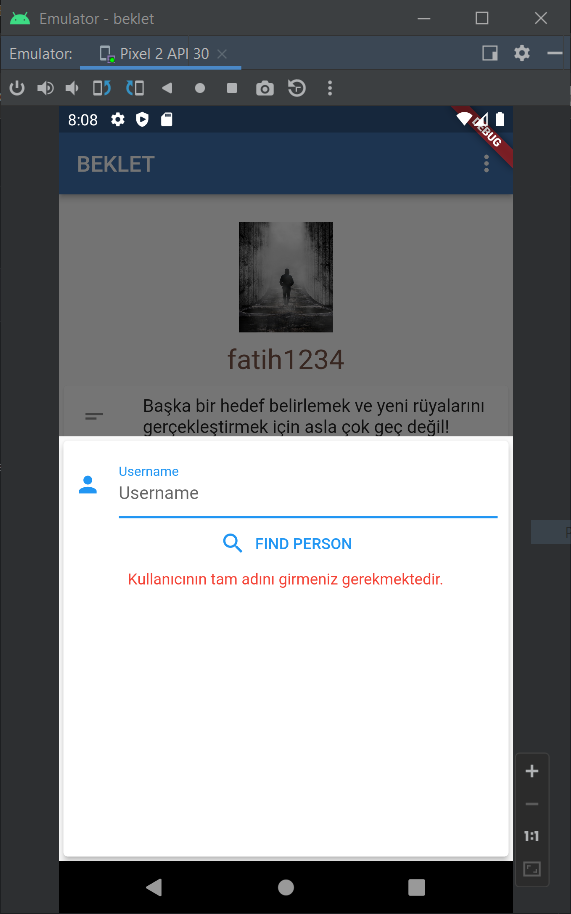 Emulator - beklet
Emulator: Pixel 2 API 30
8:08
DEBUG
BEKLET
fatih1234
Başka bir hedef belirlemek ve yeni rüyalarını
gerçekleştirmek için asla çok geç değil!
Username
Username
FIND PERSON
Kullanıcının tam adını girmeniz gerekmektedir.
1:1